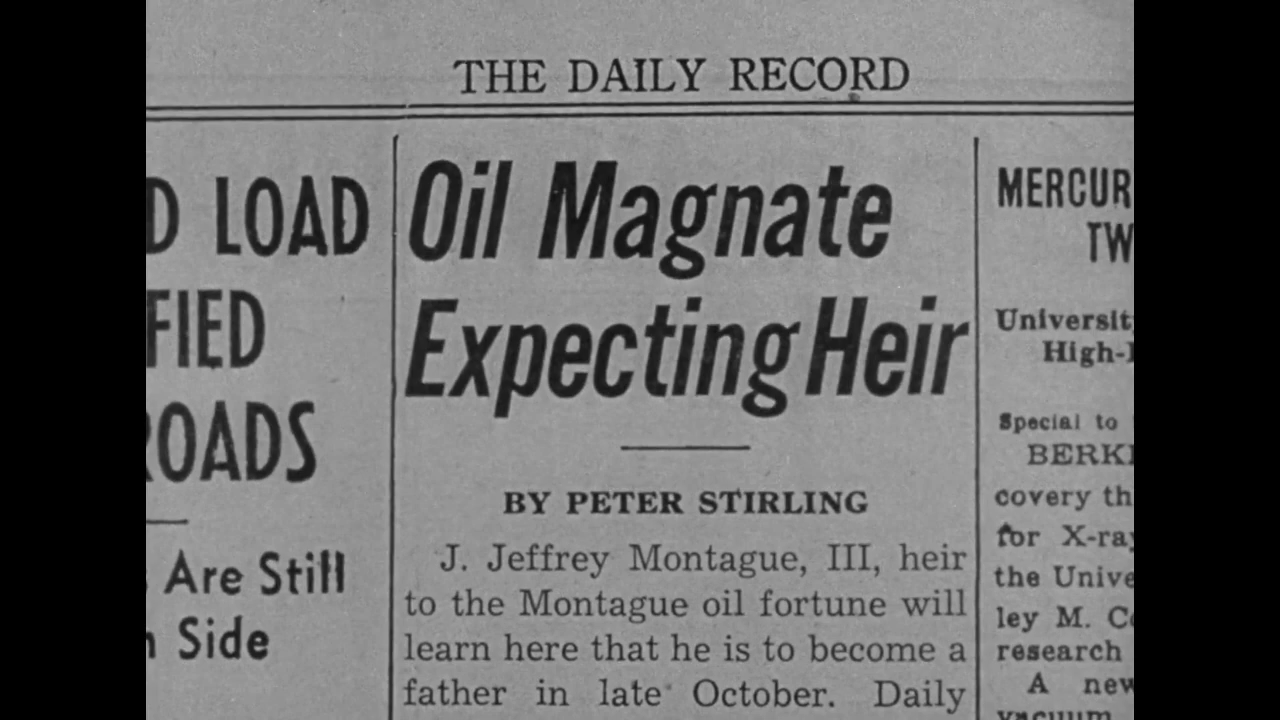 THE DAILY RECORD
LOAD
FIED
ROADS
Are Still
Side
Oil Magnate
Expecting Heir
BY PETER STIRLING
J. Jeffrey Montague, III, heir
to the Montague oil fortune will
learn here that he is to become a
father in late October. Daily
MERCUR
TW
Universit
High-
Special to
BERK
covery th
for X-ray
the Unive
ley M. C
research
A new
vacuum